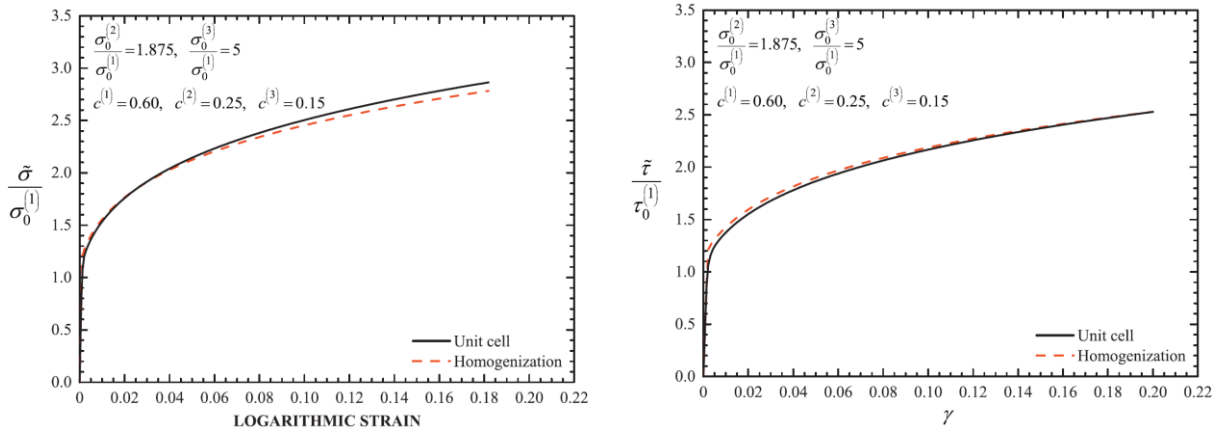 3.5
3.0
2.5
2.0
1.5
1.0
0.5
0.0
σ̃/σ₀⁽¹⁾
σ₀⁽²⁾/σ₀⁽¹⁾=1.875, σ₀⁽³⁾/σ₀⁽¹⁾=5
c⁽¹⁾=0.60, c⁽²⁾=0.25, c⁽³⁾=0.15
Unit cell
Homogenization
0 0.02 0.04 0.06 0.08 0.10 0.12 0.14 0.16 0.18 0.20 0.22
LOGARITHMIC STRAIN
3.5
3.0
2.5
2.0
1.5
1.0
0.5
0.0
τ̃/τ₀⁽¹⁾
σ₀⁽²⁾/σ₀⁽¹⁾=1.875, σ₀⁽³⁾/σ₀⁽¹⁾=5
c⁽¹⁾=0.60, c⁽²⁾=0.25, c⁽³⁾=0.15
Unit cell
Homogenization
0 0.02 0.04 0.06 0.08 0.10 0.12 0.14 0.16 0.18 0.20 0.22
γ